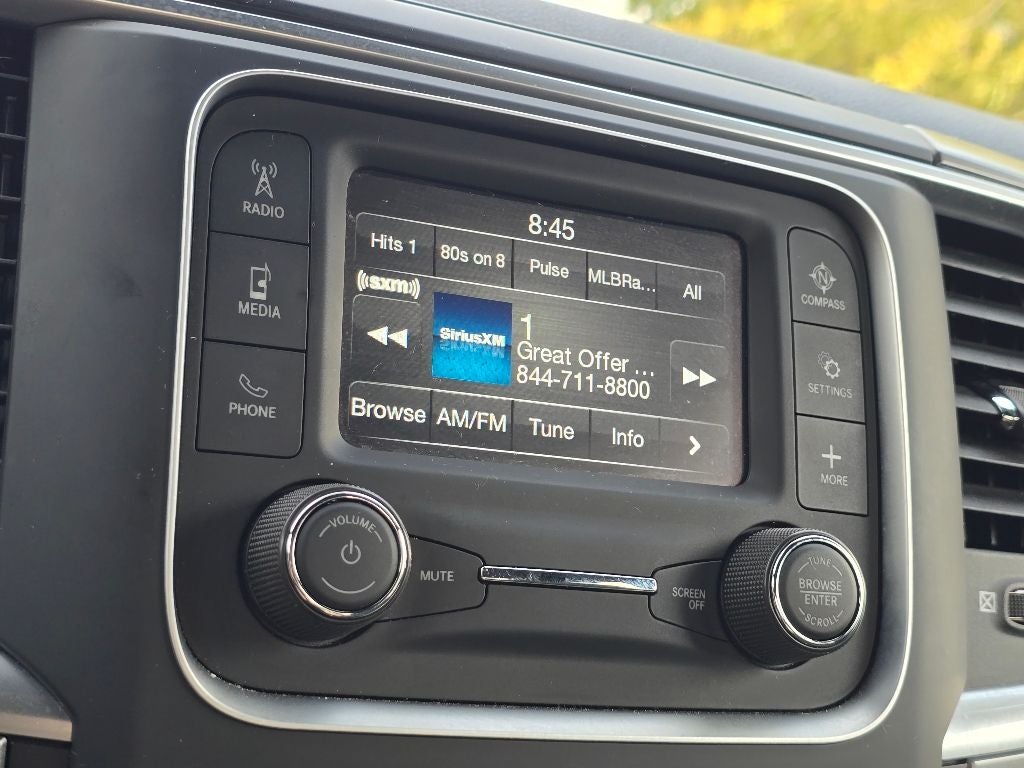 RADIO
MEDIA
PHONE
8:45
Hits 1 80s on 8 Pulse MLBRa... All
((sxm))
SiriusXM
1
Great Offer ...
844-711-8800
Browse AM/FM Tune Info
N
COMPASS
SETTINGS
MORE
VOLUME
MUTE
SCREEN
OFF
TUNE
BROWSE
ENTER
SCROLL